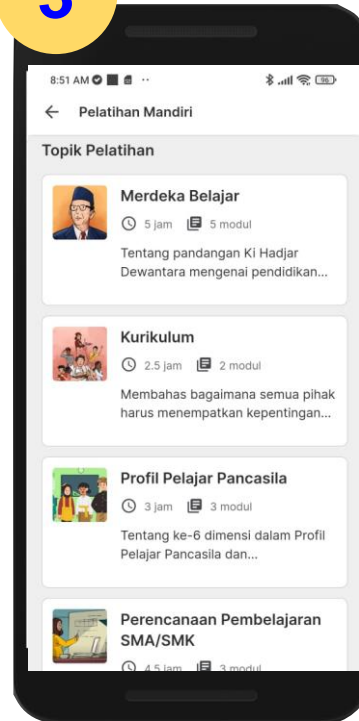 3
8:51 AM
96
Pelatihan Mandiri
Topik Pelatihan
Merdeka Belajar
5 jam 5 modul
Tentang pandangan Ki Hadjar
Dewantara mengenai pendidikan...
Kurikulum
2.5 jam 2 modul
Membahas bagaimana semua pihak
harus menempatkan kepentingan...
Profil Pelajar Pancasila
3 jam 3 modul
Tentang ke-6 dimensi dalam Profil
Pelajar Pancasila dan...
Perencanaan Pembelajaran
SMA/SMK
4.5 jam 3 modul